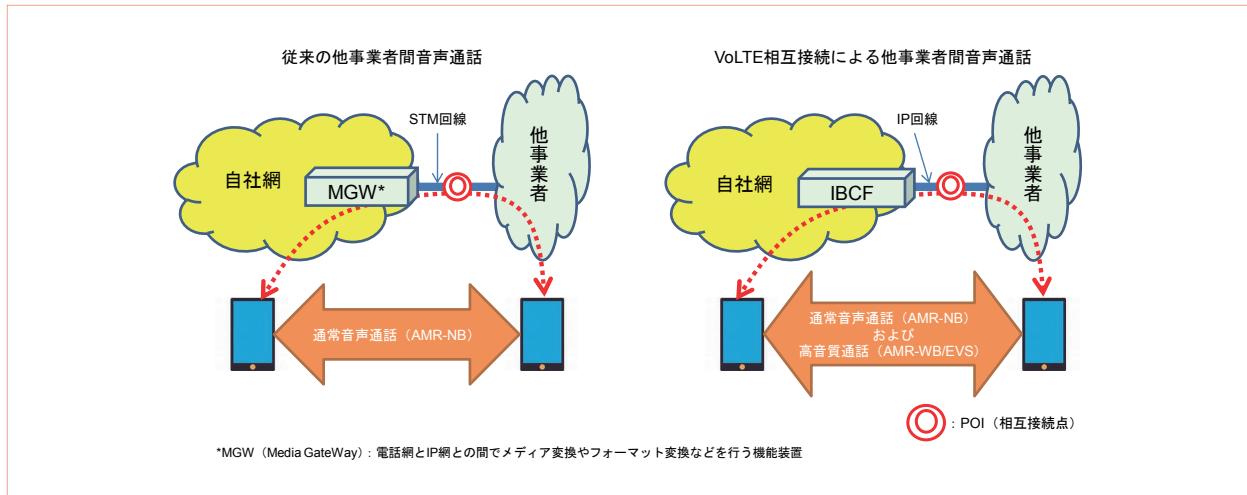 従来の他事業者間音声通話
STM回線
他事業者
自社網
MGW*
通常音声通話（AMR-NB）
VoLTE相互接続による他事業者間音声通話
IP回線
他事業者
自社網
IBCF
通常音声通話（AMR-NB）
および
高音質通話（AMR-WB/EVS）
：POI（相互接続点）
*MGW（Media GateWay）：電話網とIP網との間でメディア変換やフォーマット変換などを行う機能装置